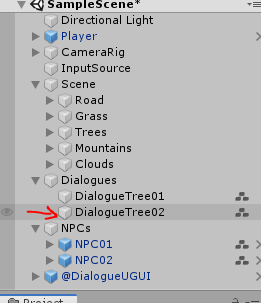 SampleScene*
Directional Light
Player
CameraRig
InputSource
Scene
Road
Grass
Trees
Mountains
Clouds
Dialogues
DialogueTree01
DialogueTree02
NPCs
NPC01
NPC02
@DialogueUGUI
Project